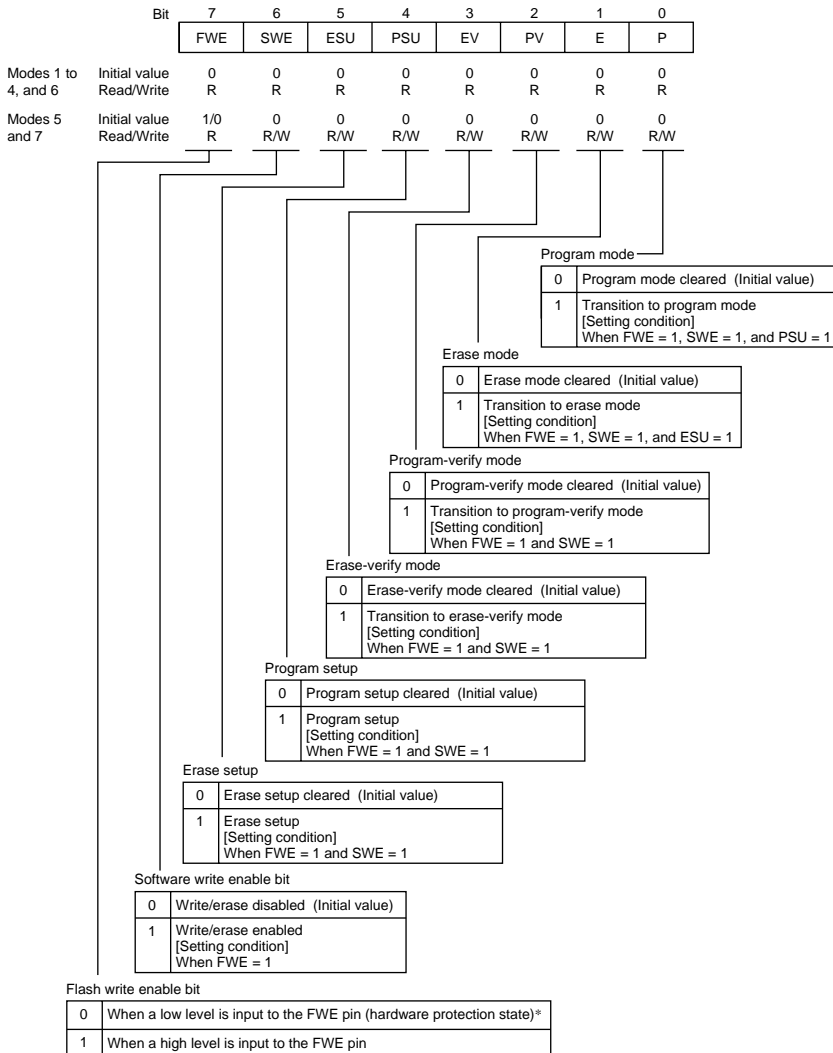 Bit 7 6 5 4 3 2 1 0
FWE SWE ESU PSU EV PV E P
Modes 1 to Initial value 0 0 0 0 0 0 0 0
4, and 6 Read/Write R R R R R R R R
Modes 5 Initial value 1/0 0 0 0 0 0 0 0
and 7 Read/Write R R/W R/W R/W R/W R/W R/W R/W
Program mode
0 Program mode cleared (Initial value)
1 Transition to program mode
[Setting condition]
When FWE = 1, SWE = 1, and PSU = 1
Erase mode
0 Erase mode cleared (Initial value)
1 Transition to erase mode
[Setting condition]
When FWE = 1, SWE = 1, and ESU = 1
Program-verify mode
0 Program-verify mode cleared (Initial value)
1 Transition to program-verify mode
[Setting condition]
When FWE = 1 and SWE = 1
Erase-verify mode
0 Erase-verify mode cleared (Initial value)
1 Transition to erase-verify mode
[Setting condition]
When FWE = 1 and SWE = 1
Program setup
0 Program setup cleared (Initial value)
1 Program setup
[Setting condition]
When FWE = 1 and SWE = 1
Erase setup
0 Erase setup cleared (Initial value)
1 Erase setup
[Setting condition]
When FWE = 1 and SWE = 1
Software write enable bit
0 Write/erase disabled (Initial value)
1 Write/erase enabled
[Setting condition]
When FWE = 1
Flash write enable bit
0 When a low level is input to the FWE pin (hardware protection state)*
1 When a high level is input to the FWE pin